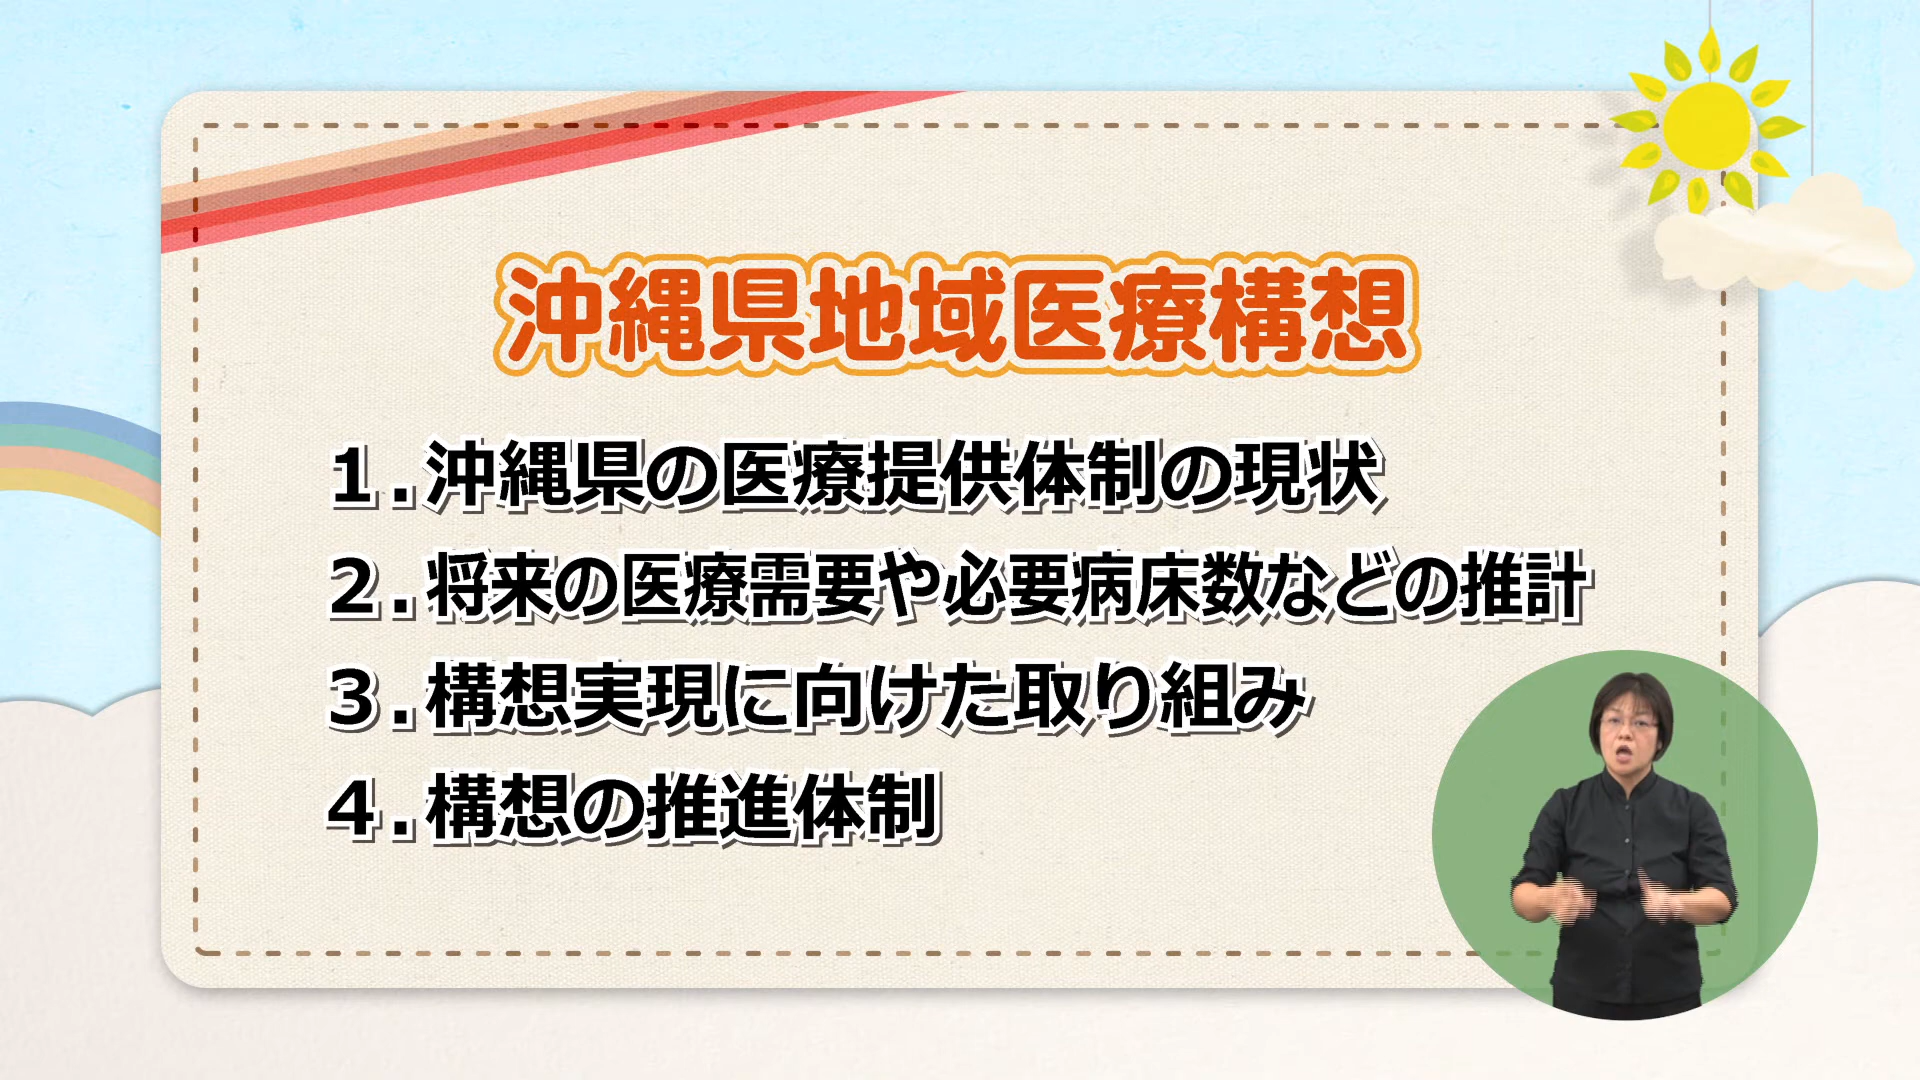 沖縄県地域医療構想
1.沖縄県の医療提供体制の現状
2.将来の医療需要や必要病床数などの推計
3.構想実現に向けた取り組み
4.構想の推進体制